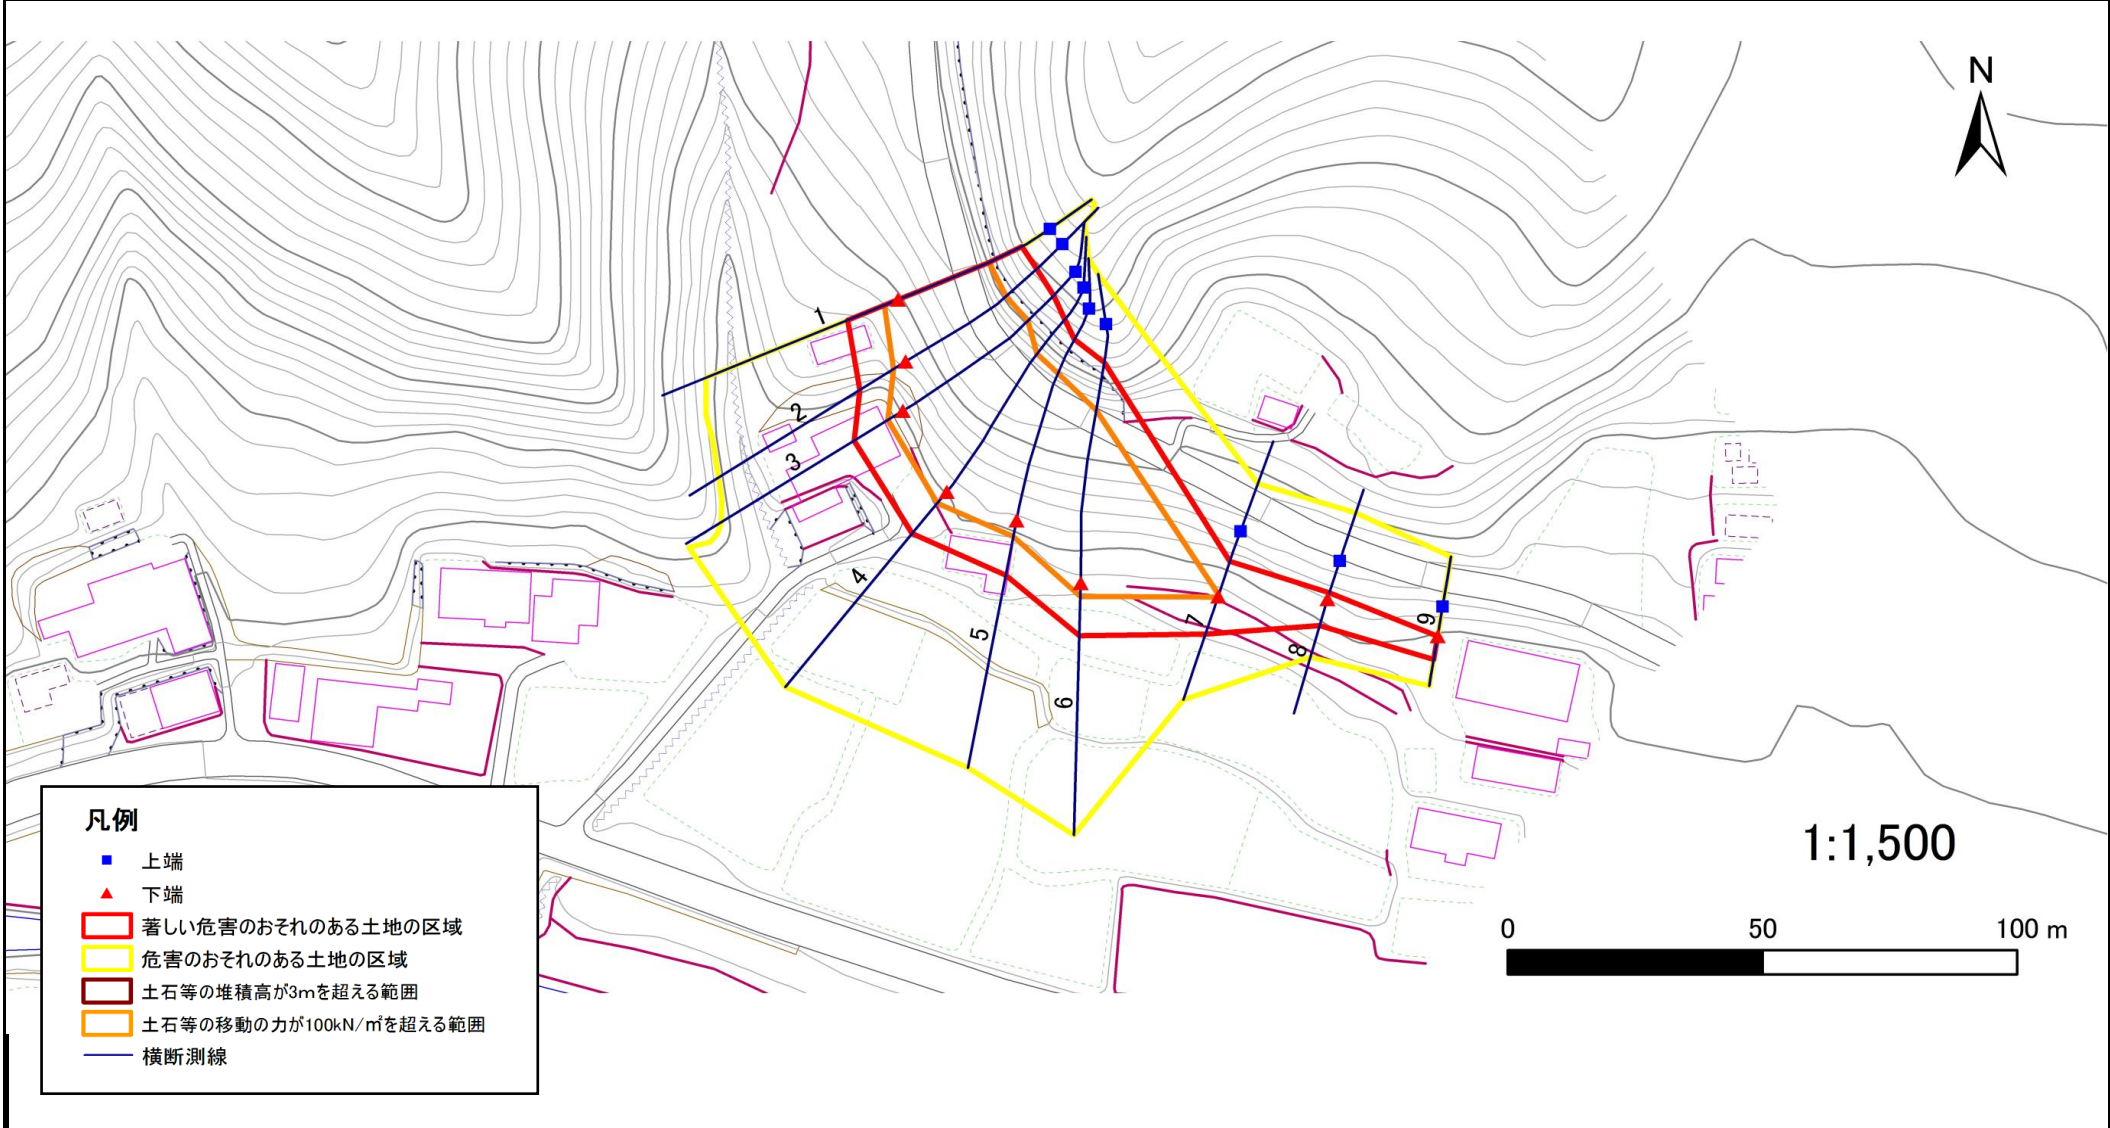 N
1
2
3
4
5
6
7
8
9
凡例
上端
下端
著しい危害のおそれのある土地の区域
危害のおそれのある土地の区域
土石等の堆積高が3mを超える範囲
土石等の移動の力が100kN/㎡を超える範囲
横断測線
1:1,500
0 50 100 m